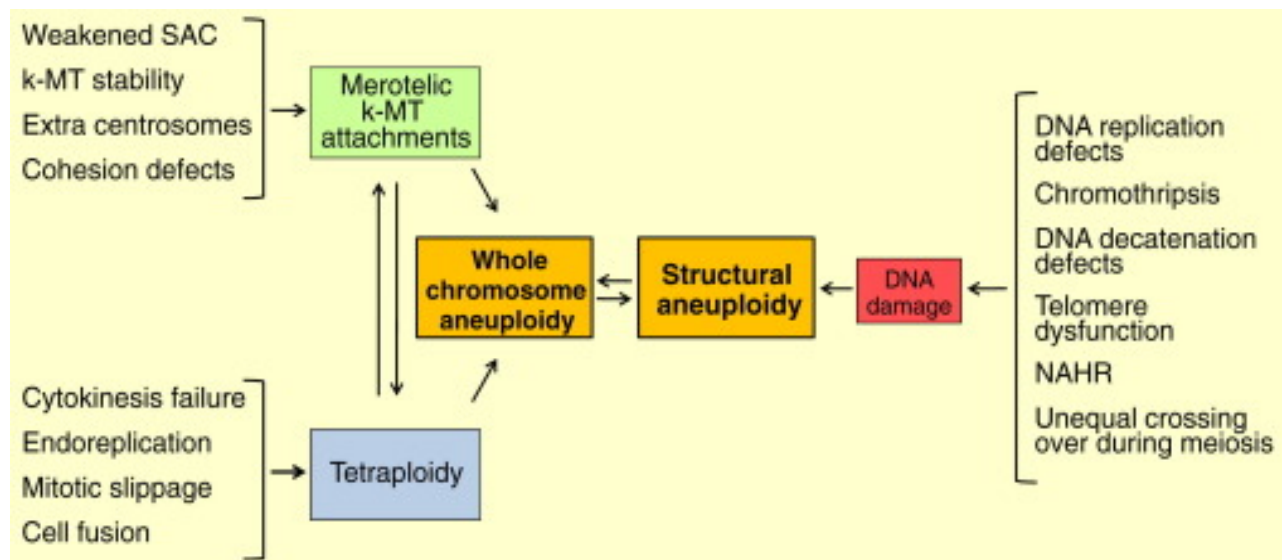 Weakened SAC
k-MT stability
Extra centrosomes
Cohesion defects
Merotelic
k-MT
attachments
Whole
chromosome
aneuploidy
Structural
aneuploidy
DNA
damage
DNA replication
defects
Chromothripsis
DNA decatenation
defects
Telomere
dysfunction
NAHR
Unequal crossing
over during meiosis
Cytokinesis failure
Endoreplication
Mitotic slippage
Cell fusion
Tetraploidy